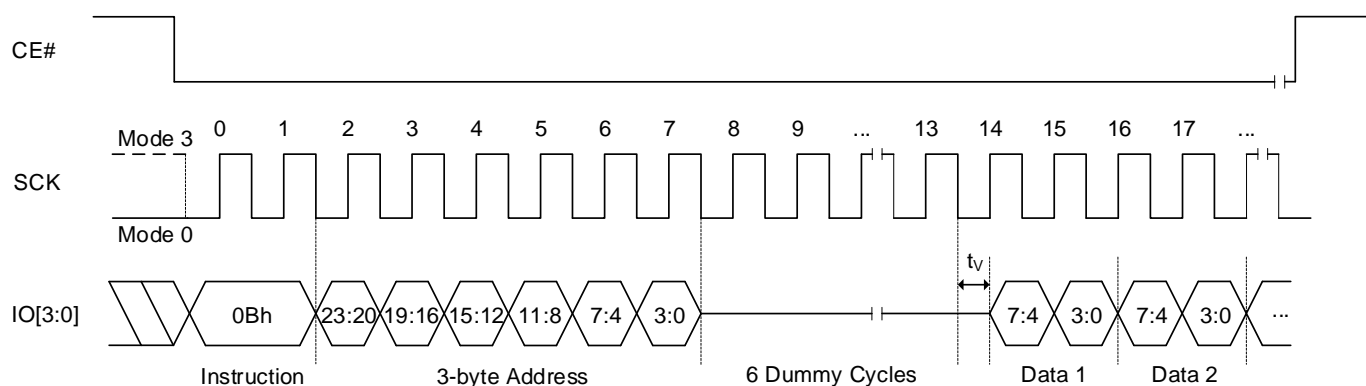 CE#
0 1 2 3 4 5 6 7 8 9 ... 13 14 15 16 17 ...
Mode 3
SCK
Mode 0
tV
IO[3:0]
0Bh 23:20 19:16 15:12 11:8 7:4 3:0 7:4 3:0 7:4 3:0 ...
Instruction 3-byte Address 6 Dummy Cycles Data 1 Data 2